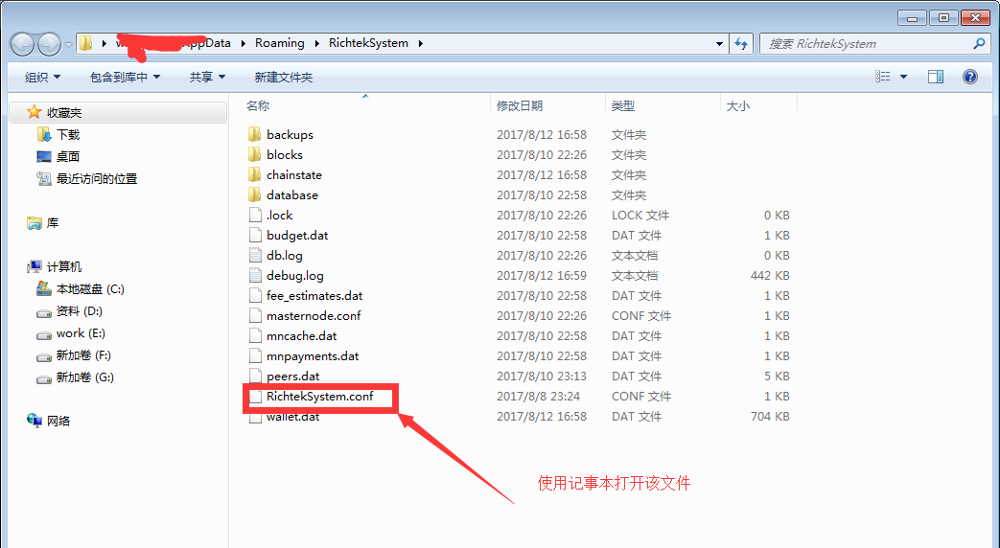 AppData ▸ Roaming ▸ RichtekSystem ▸
搜索 RichtekSystem
组织 包含到库中 共享 新建文件夹
收藏夹
下载
桌面
最近访问的位置
库
计算机
本地磁盘 (C:)
资料 (D:)
work (E:)
新加卷 (F:)
新加卷 (G:)
网络
名称 修改日期 类型 大小
backups 2017/8/12 16:58 文件夹
blocks 2017/8/10 22:26 文件夹
chainstate 2017/8/12 16:58 文件夹
database 2017/8/10 22:58 文件夹
.lock 2017/8/10 22:26 LOCK 文件 0 KB
budget.dat 2017/8/10 22:58 DAT 文件 1 KB
db.log 2017/8/10 22:26 文本文档 0 KB
debug.log 2017/8/12 16:59 文本文档 442 KB
fee_estimates.dat 2017/8/10 22:58 DAT 文件 1 KB
masternode.conf 2017/8/10 22:26 CONF 文件 1 KB
mncache.dat 2017/8/10 22:58 DAT 文件 1 KB
mnpayments.dat 2017/8/10 22:58 DAT 文件 1 KB
peers.dat 2017/8/10 23:13 DAT 文件 5 KB
RichtekSystem.conf 2017/8/8 23:24 CONF 文件 1 KB
wallet.dat 2017/8/12 16:58 DAT 文件 704 KB
使用记事本打开该文件